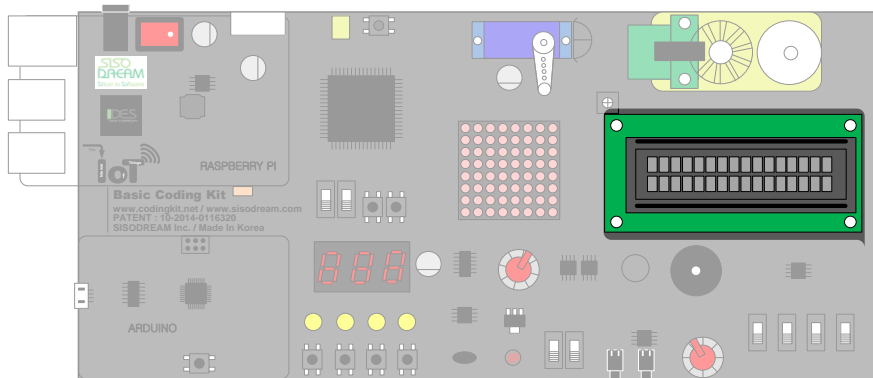 SISO
DREAM
IDES
IoT
Things
RASPBERRY PI
Basic Coding Kit
www.codingkit.net / www.sisodream.com
PATENT : 10-2014-0116320
SISODREAM Inc. / Made In Korea
ARDUINO